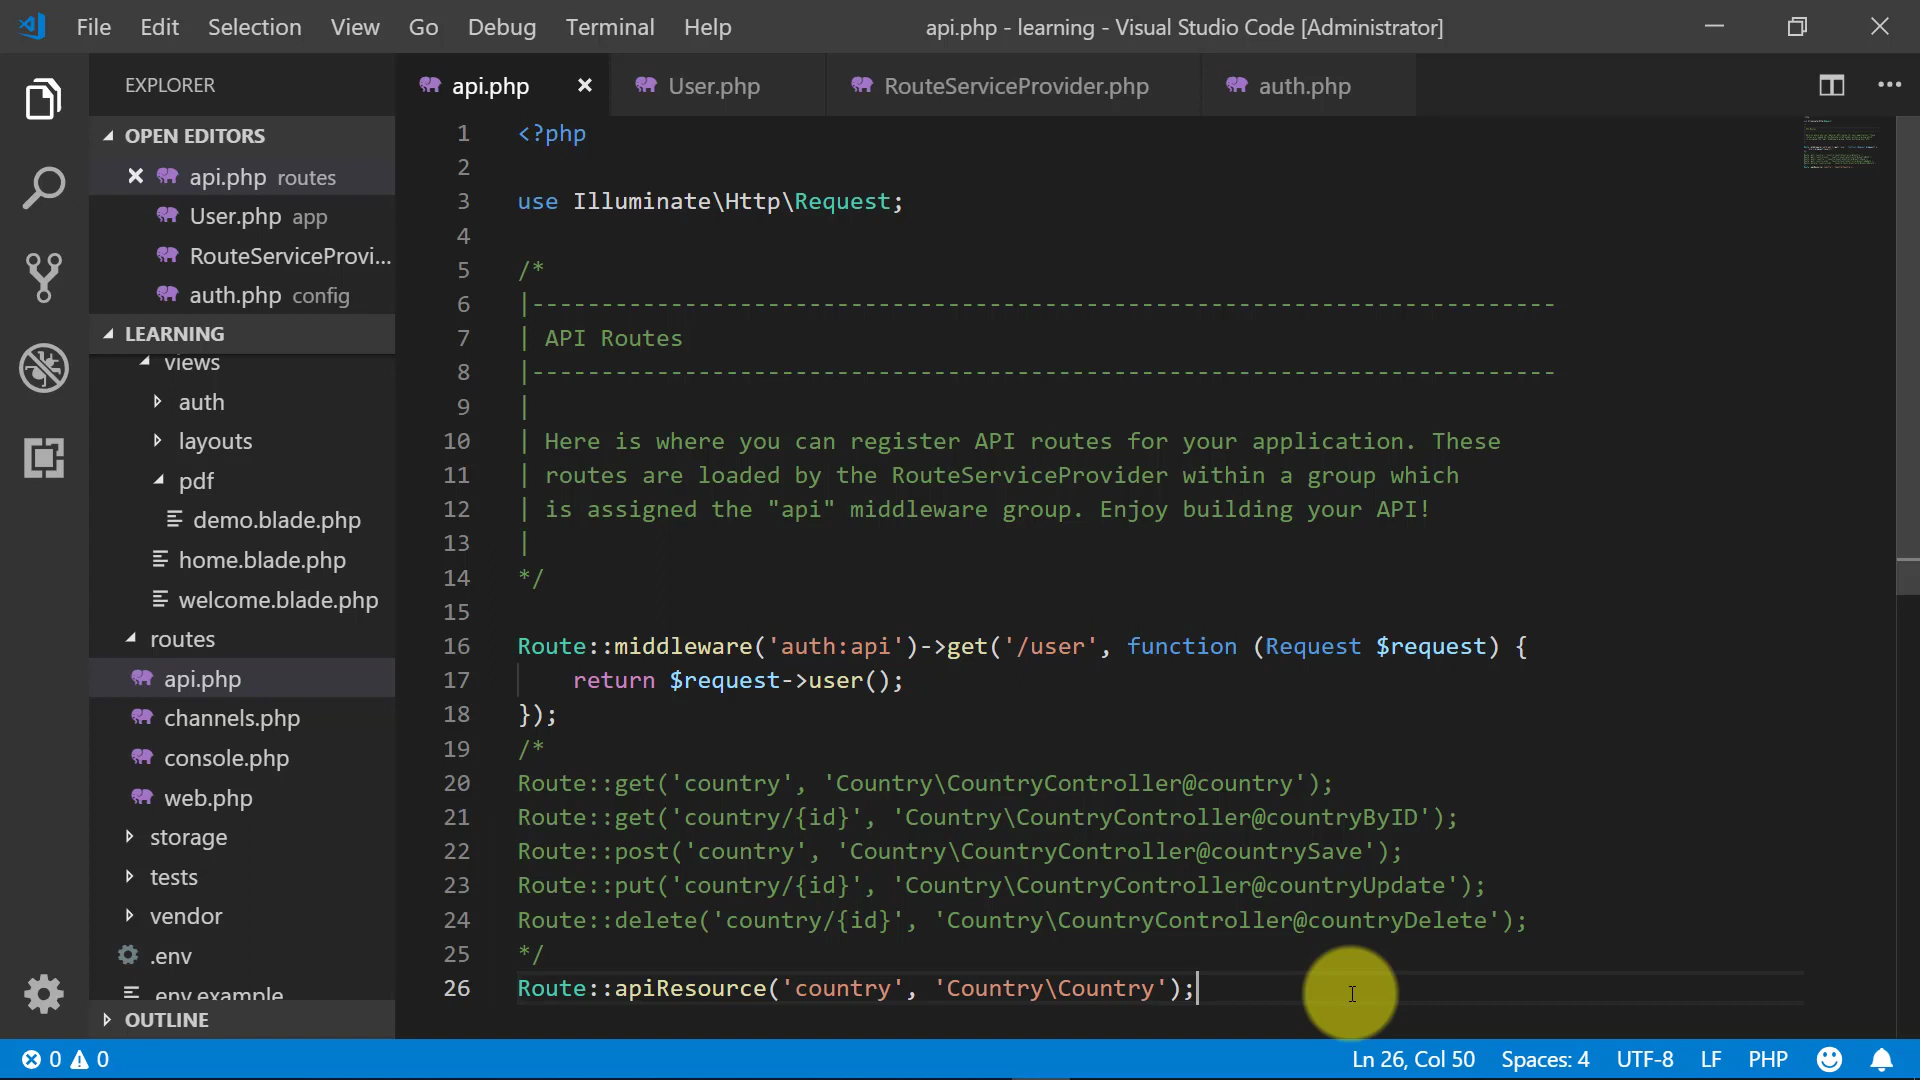 File Edit Selection View Go Debug Terminal Help api.php - learning - Visual Studio Code [Administrator]
EXPLORER
OPEN EDITORS
api.php routes
User.php app
RouteServiceProvi...
auth.php config
LEARNING
views
auth
layouts
pdf
demo.blade.php
home.blade.php
welcome.blade.php
routes
api.php
channels.php
console.php
web.php
storage
tests
vendor
.env
.env.example
OUTLINE
api.php User.php RouteServiceProvider.php auth.php
1 <?php
2
3 use Illuminate\Http\Request;
4
5 /*
6 |--------------------------------------------------------------------------
7 | API Routes
8 |--------------------------------------------------------------------------
9 |
10 | Here is where you can register API routes for your application. These
11 | routes are loaded by the RouteServiceProvider within a group which
12 | is assigned the "api" middleware group. Enjoy building your API!
13 |
14 */
15
16 Route::middleware('auth:api')->get('/user', function (Request $request) {
17     return $request->user();
18 });
19 /*
20 Route::get('country', 'Country\CountryController@country');
21 Route::get('country/{id}', 'Country\CountryController@countryByID');
22 Route::post('country', 'Country\CountryController@countrySave');
23 Route::put('country/{id}', 'Country\CountryController@countryUpdate');
24 Route::delete('country/{id}', 'Country\CountryController@countryDelete');
25 */
26 Route::apiResource('country', 'Country\Country');
0 0 Ln 26, Col 50 Spaces: 4 UTF-8 LF PHP